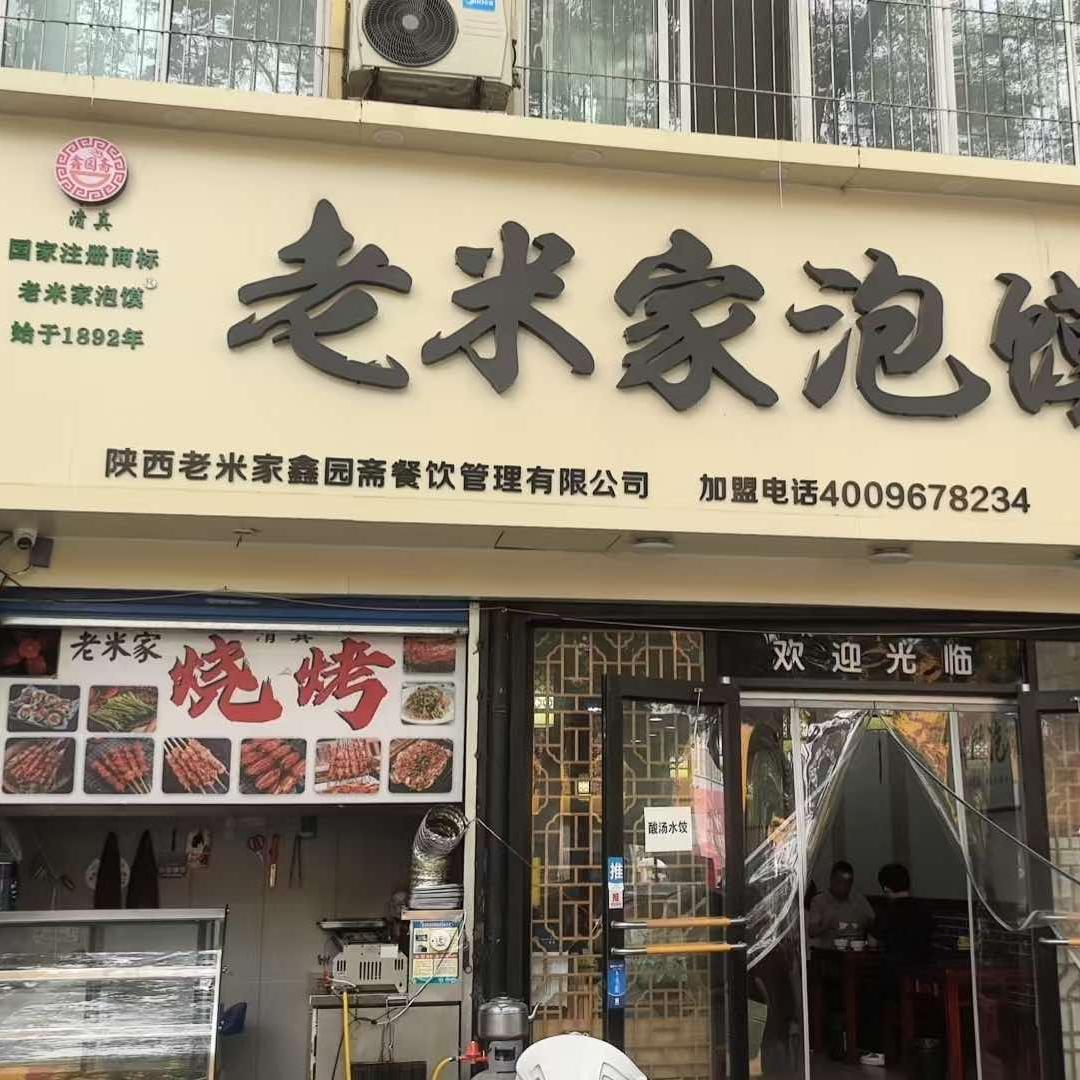 Midea
鑫园斋
清真
国家注册商标
老米家泡馍®
始于1892年
老米家泡馍
陕西老米家鑫园斋餐饮管理有限公司 加盟电话4009678234
老米家 清真
烧烤
欢迎光临
酸汤水饺
推